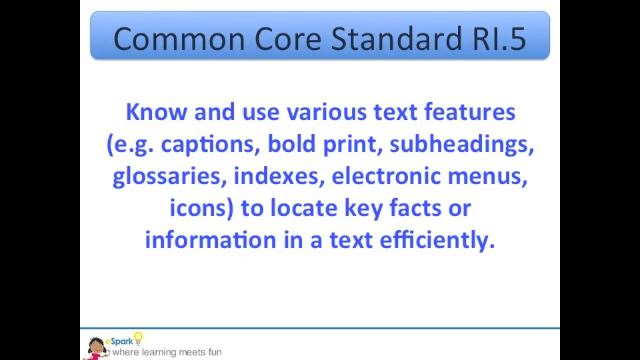 Common Core Standard RI.5
Know and use various text features
(e.g. captions, bold print, subheadings,
glossaries, indexes, electronic menus,
icons) to locate key facts or
information in a text efficiently.
eSpark
where learning meets fun